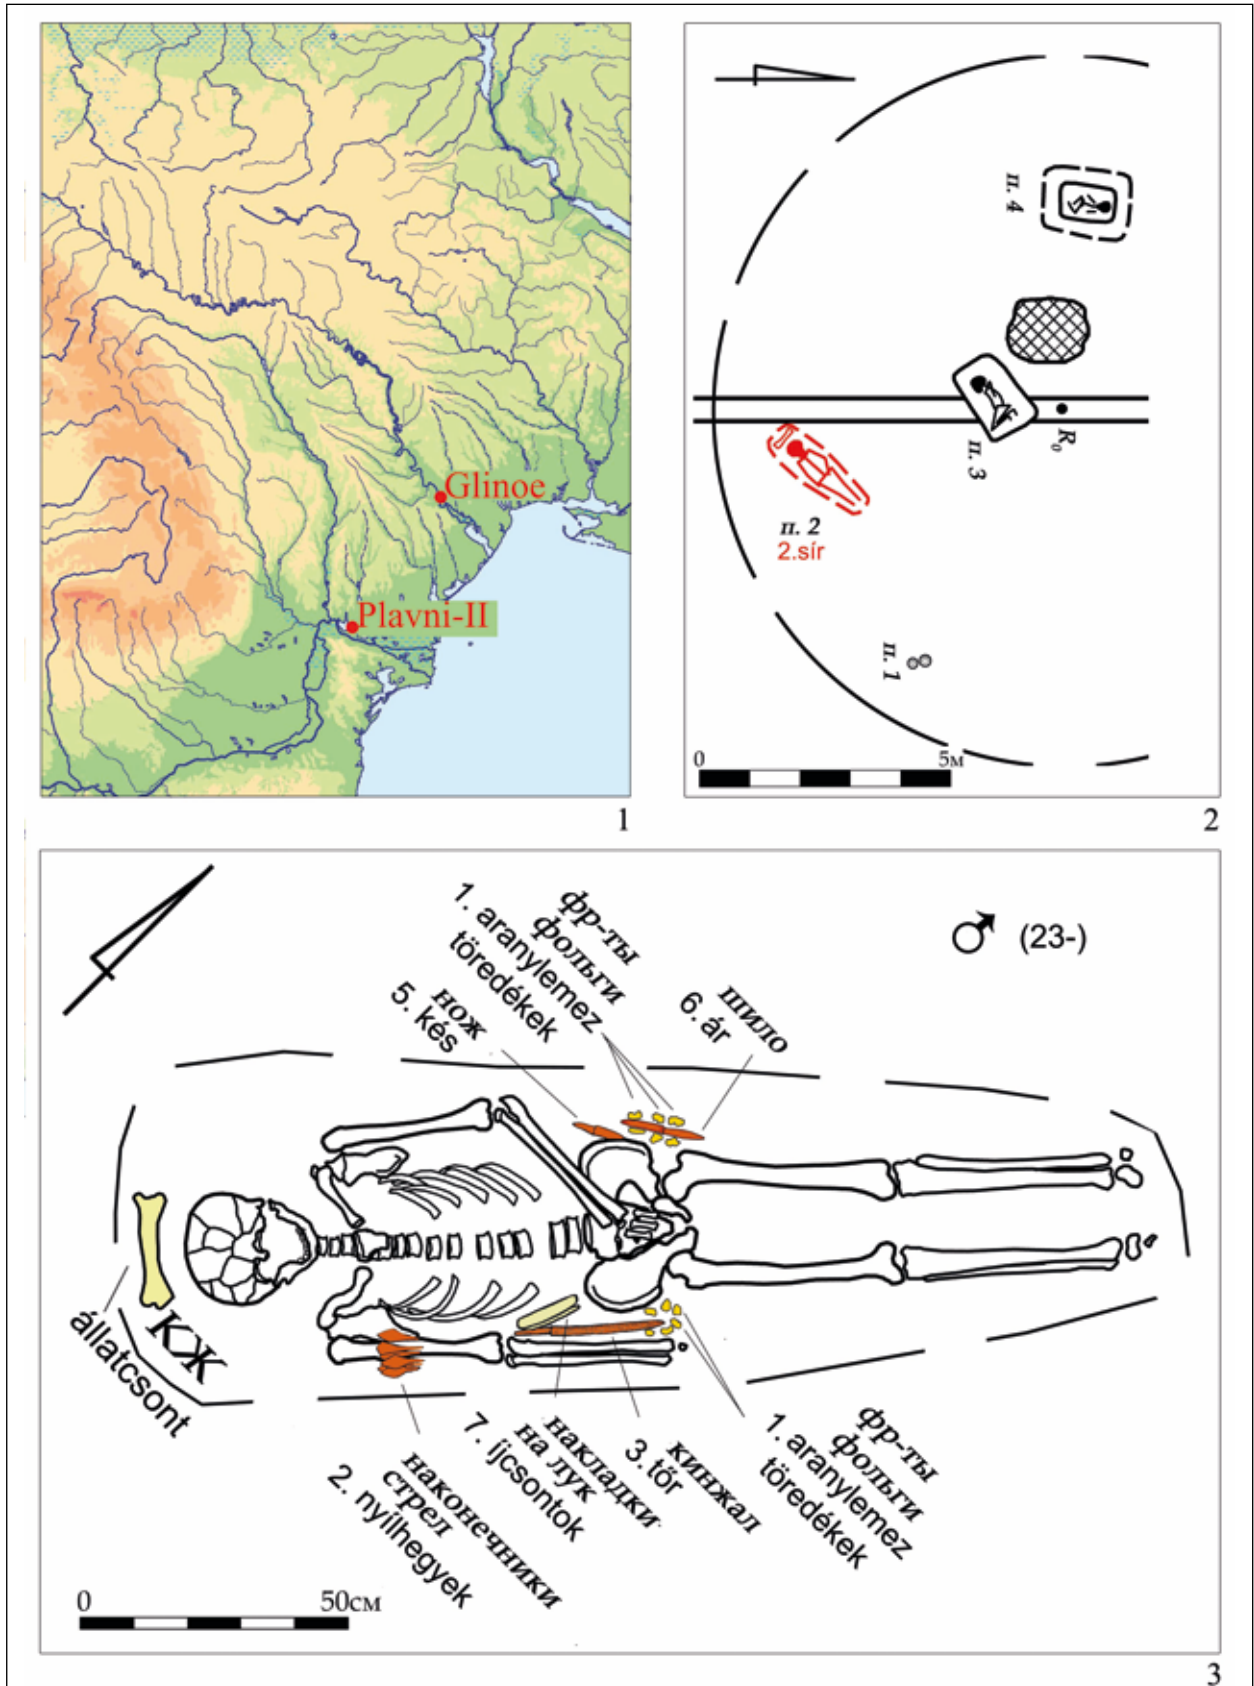 Glinoe
Plavni-II
1
п. 4
R₀
п. 3
п. 2
2.sír
п. 1
0
5м
2
♂ (23-)
фр-ты
фольги
1. aranylemez
töredékek
нож
5. kés
шило
6. ár
állatcsont
КЖ
наконечники
стрел
2. nyílhegyek
накладки
на лук
7. íjcsontok
кинжал
3. tőr
фр-ты
фольги
1. aranylemez
töredékek
0
50см
3